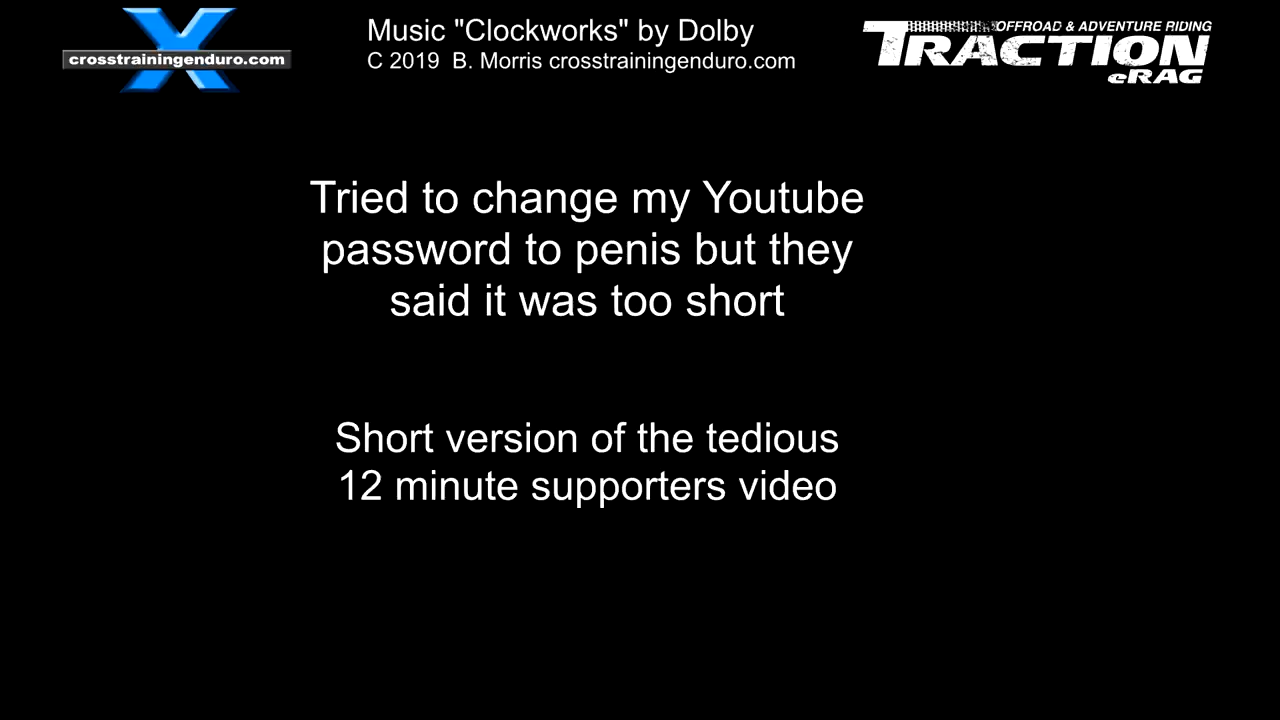 X
crosstrainingenduro.com
Music "Clockworks" by Dolby
C 2019  B. Morris crosstrainingenduro.com
OFFROAD & ADVENTURE RIDING
TRACTION
eRAG
Tried to change my Youtube
password to penis but they
said it was too short
Short version of the tedious
12 minute supporters video